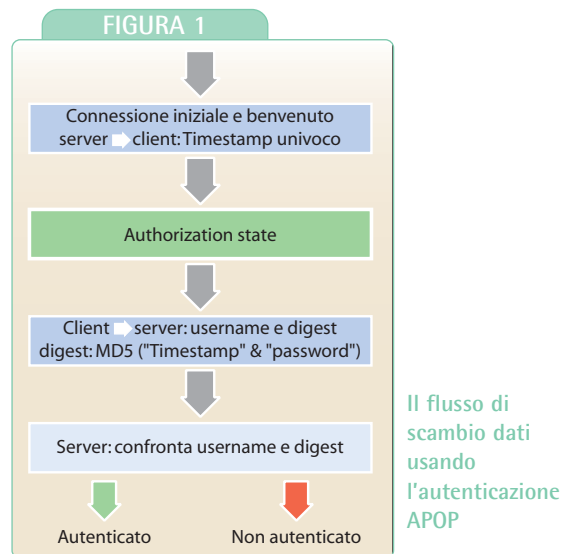 FIGURA 1
Connessione iniziale e benvenuto
server client: Timestamp univoco
Authorization state
Client server: username e digest
digest: MD5 ("Timestamp" & "password")
Server: confronta username e digest
Autenticato
Non autenticato
Il flusso di
scambio dati
usando
l'autenticazione
APOP